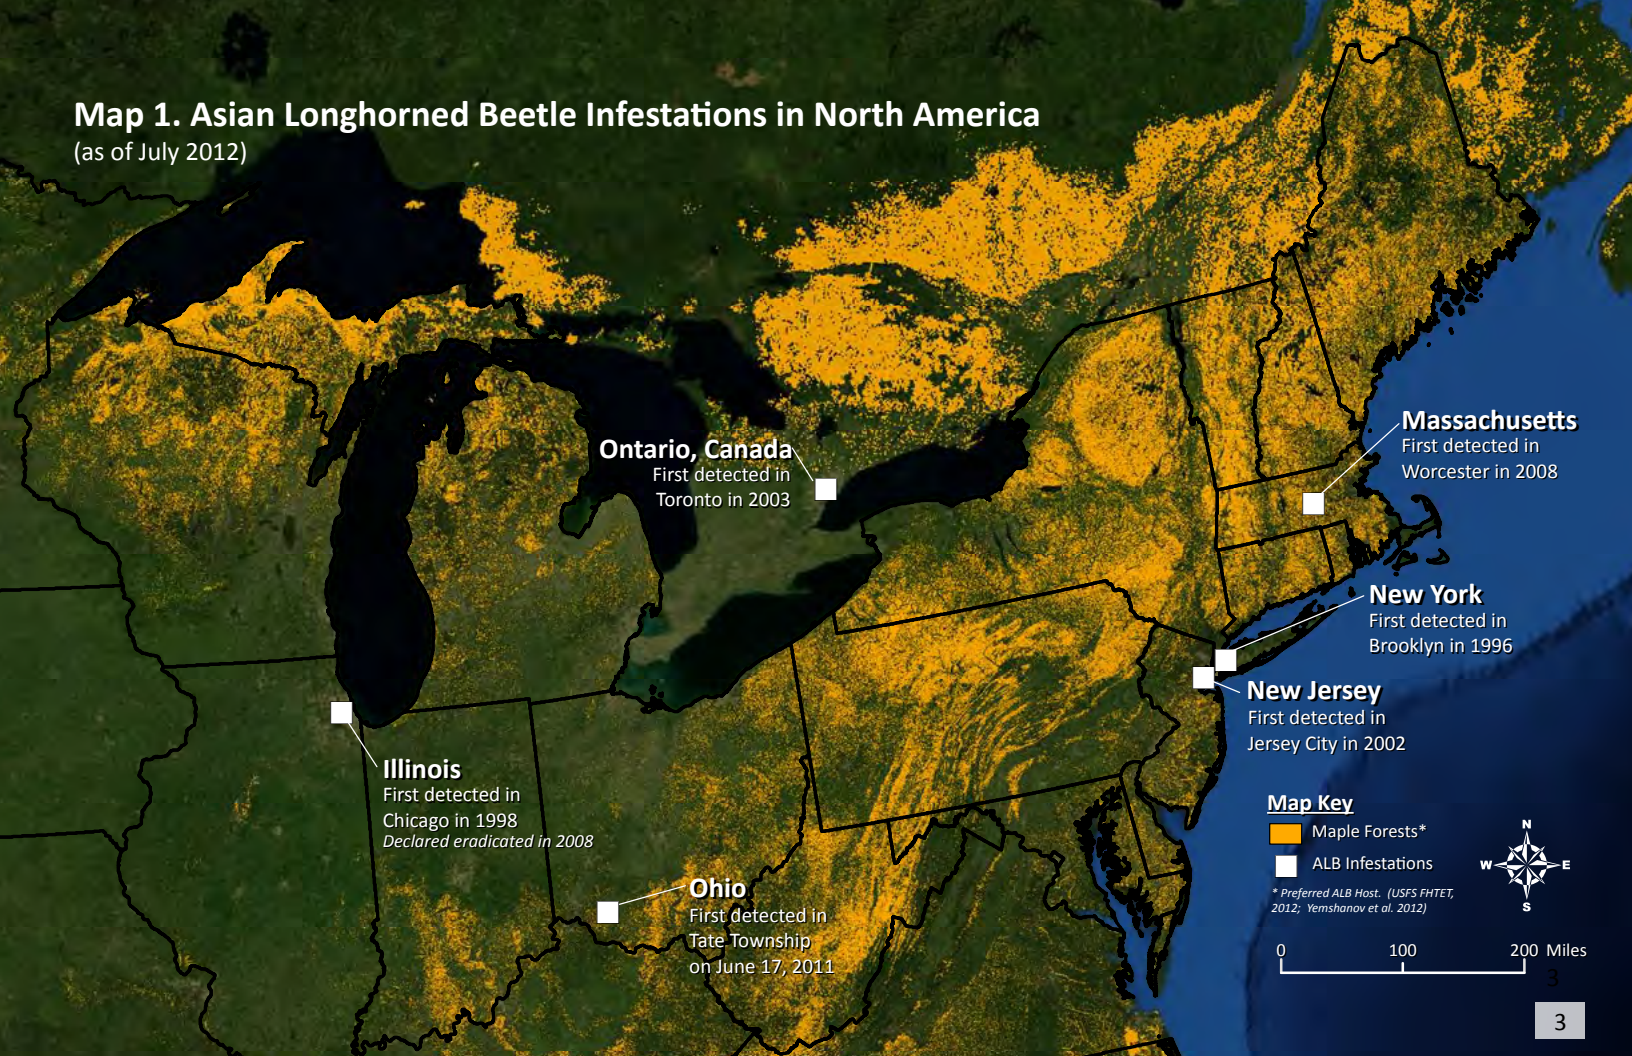 Map 1. Asian Longhorned Beetle Infestations in North America
(as of July 2012)
Ontario, Canada
First detected in
Toronto in 2003
Massachusetts
First detected in
Worcester in 2008
New York
First detected in
Brooklyn in 1996
New Jersey
First detected in
Jersey City in 2002
Illinois
First detected in
Chicago in 1998
Declared eradicated in 2008
Ohio
First detected in
Tate Township
on June 17, 2011
Map Key
Maple Forests*
ALB Infestations
* Preferred ALB Host. (USFS FHTET,
2012; Yemshanov et al. 2012)
N
W E
S
0 100 200 Miles
3
3